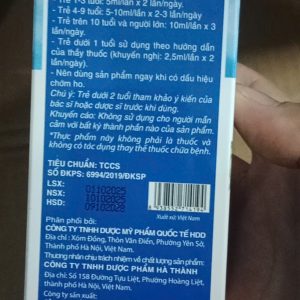 - Trẻ 1-3 tuổi: 5ml/lần x 2 lần/ngày.
- Trẻ 4-9 tuổi: 5-10ml/lần x 2-3 lần/ngày.
- Trẻ trên 10 tuổi và người lớn: 10ml/lần x 3 lần/ngày.
- Trẻ dưới 1 tuổi sử dụng theo hướng dẫn của thầy thuốc (khuyến nghị: 2,5ml/lần x 2 lần/ngày).
- Nên dùng sản phẩm ngay khi có dấu hiệu chớm ho.
Chú ý: Trẻ dưới 2 tuổi tham khảo ý kiến của bác sĩ hoặc dược sĩ trước khi dùng.
Khuyến cáo: Không sử dụng cho người mẫn cảm với bất kỳ thành phần nào của sản phẩm.
*Thực phẩm này không phải là thuốc và không có tác dụng thay thế thuốc chữa bệnh.
TIÊU CHUẨN: TCCS
SỐ ĐKPS: 6994/2019/ĐKSP
LSX: 01102025
NSX: 10102025
HSD: 09102028
Xuất xứ: Việt Nam
Phân phối bởi:
CÔNG TY TNHH DƯỢC MỸ PHẨM QUỐC TẾ HDD
Địa chỉ: Xóm Đồng, Thôn Văn Điển, Phường Yên Sở, Thành phố Hà Nội, Việt Nam.
Thương nhân chịu trách nhiệm về chất lượng sản phẩm:
CÔNG TY TNHH DƯỢC PHẨM HÀ THÀNH
Địa chỉ: Số 158 Đường Tựu Liệt, Phường Hoàng Liệt, thành phố Hà Nội, Việt Nam.
Công ty sản xuất: